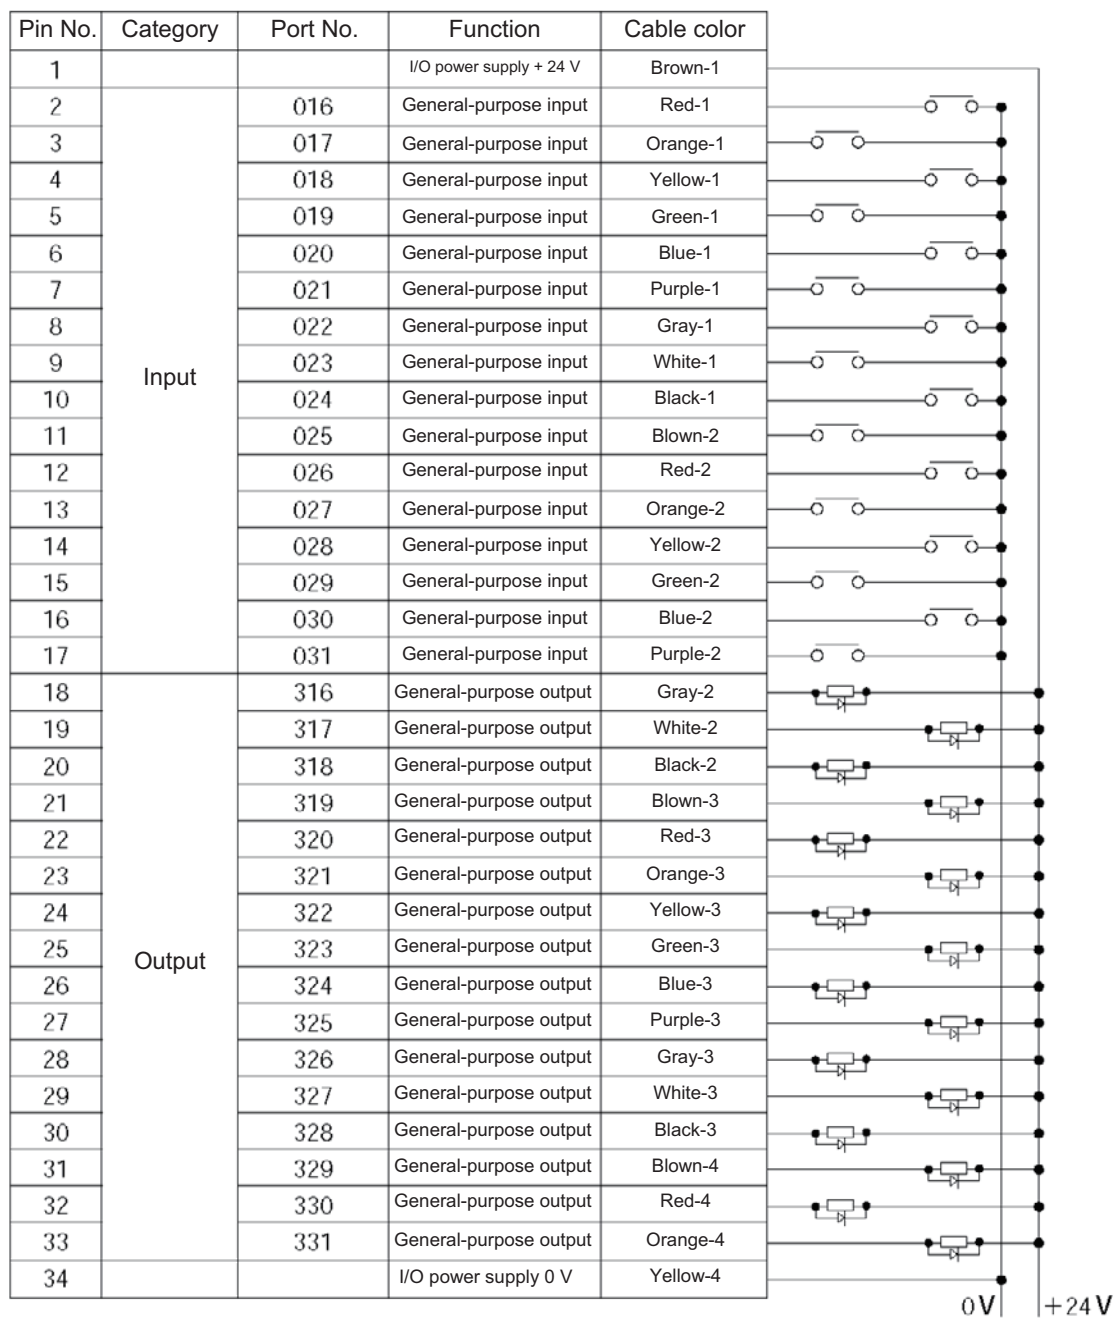 Pin No. Category Port No. Function Cable color
1 I/O power supply + 24 V Brown-1
2 016 General-purpose input Red-1
3 017 General-purpose input Orange-1
4 018 General-purpose input Yellow-1
5 019 General-purpose input Green-1
6 020 General-purpose input Blue-1
7 021 General-purpose input Purple-1
8 022 General-purpose input Gray-1
9 023 General-purpose input White-1
Input
10 024 General-purpose input Black-1
11 025 General-purpose input Blown-2
12 026 General-purpose input Red-2
13 027 General-purpose input Orange-2
14 028 General-purpose input Yellow-2
15 029 General-purpose input Green-2
16 030 General-purpose input Blue-2
17 031 General-purpose input Purple-2
18 316 General-purpose output Gray-2
19 317 General-purpose output White-2
20 318 General-purpose output Black-2
21 319 General-purpose output Blown-3
22 320 General-purpose output Red-3
23 321 General-purpose output Orange-3
24 322 General-purpose output Yellow-3
25 323 General-purpose output Green-3
Output
26 324 General-purpose output Blue-3
27 325 General-purpose output Purple-3
28 326 General-purpose output Gray-3
29 327 General-purpose output White-3
30 328 General-purpose output Black-3
31 329 General-purpose output Blown-4
32 330 General-purpose output Red-4
33 331 General-purpose output Orange-4
34 I/O power supply 0 V Yellow-4
0V +24V